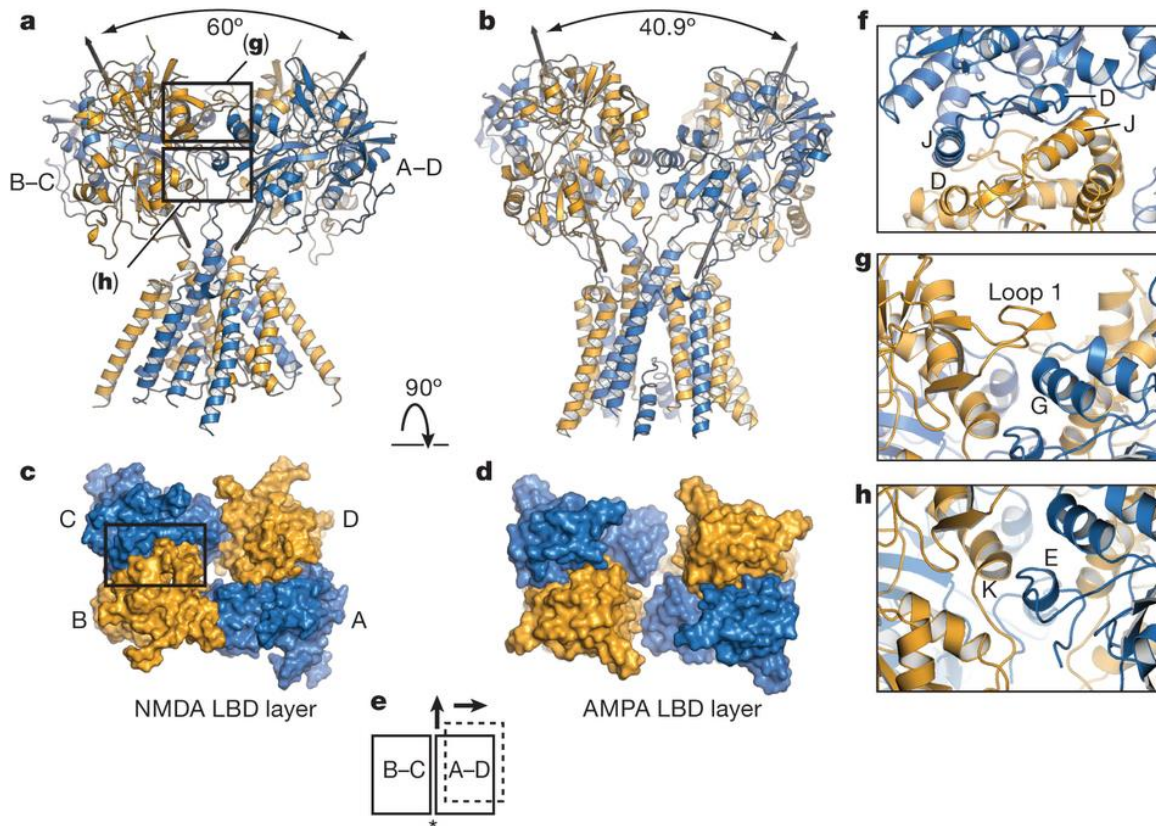 a
60°
(g)
B–C
A–D
(h)
b
40.9°
90°
c
C
D
B
A
NMDA LBD layer
d
AMPA LBD layer
e
B–C
A–D
*
f
D
J
J
D
g
Loop 1
G
h
E
K